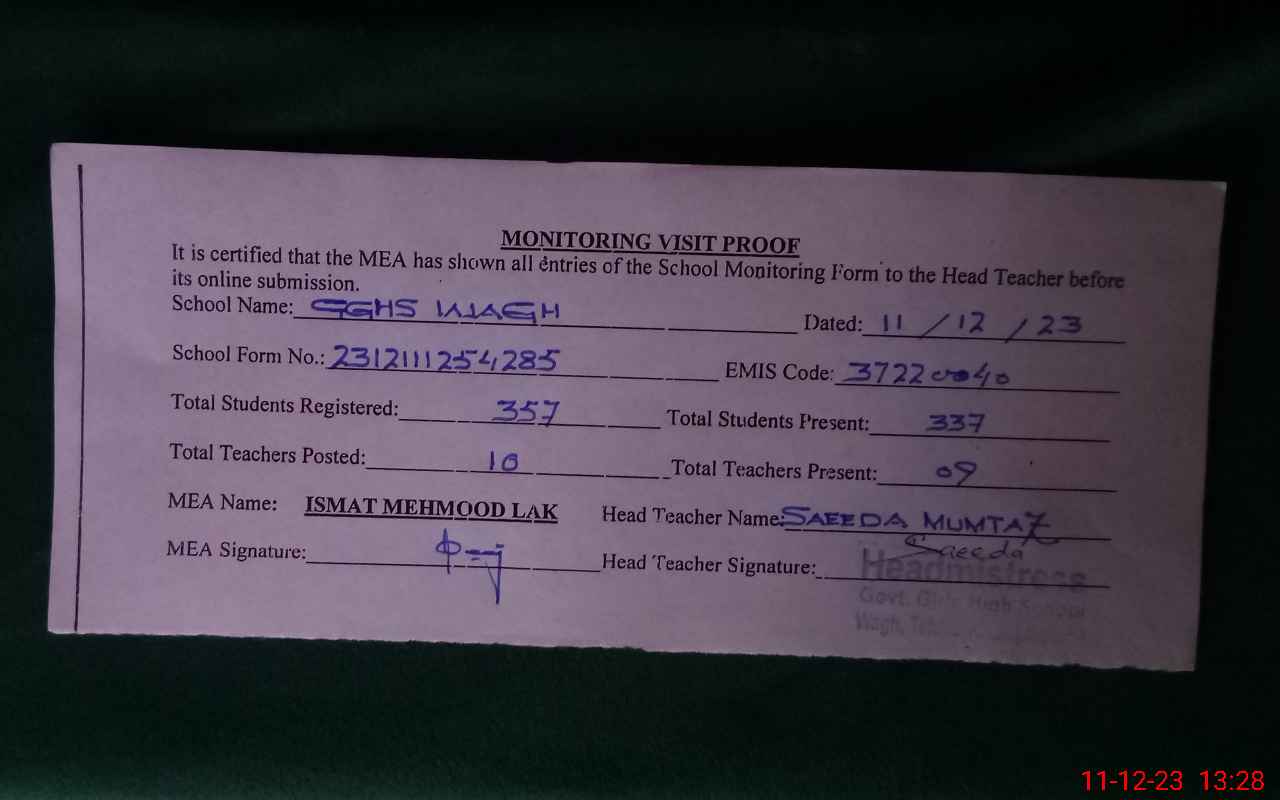 MONITORING VISIT PROOF
It is certified that the MEA has shown all entries of the School Monitoring Form to the Head Teacher before
its online submission.
School Name: GGHS WAGH Dated: 11 / 12 / 23
School Form No.: 2312111254285 EMIS Code: 37220040
Total Students Registered: 357 Total Students Present: 337
Total Teachers Posted: 10 Total Teachers Present: 09
MEA Name: ISMAT MEHMOOD LAK Head Teacher Name: SAEEDA MUMTAZ
MEA Signature: Head Teacher Signature: Saeeda
Headmistress
Govt. Girls High School
Wagh,
11-12-23 13:28